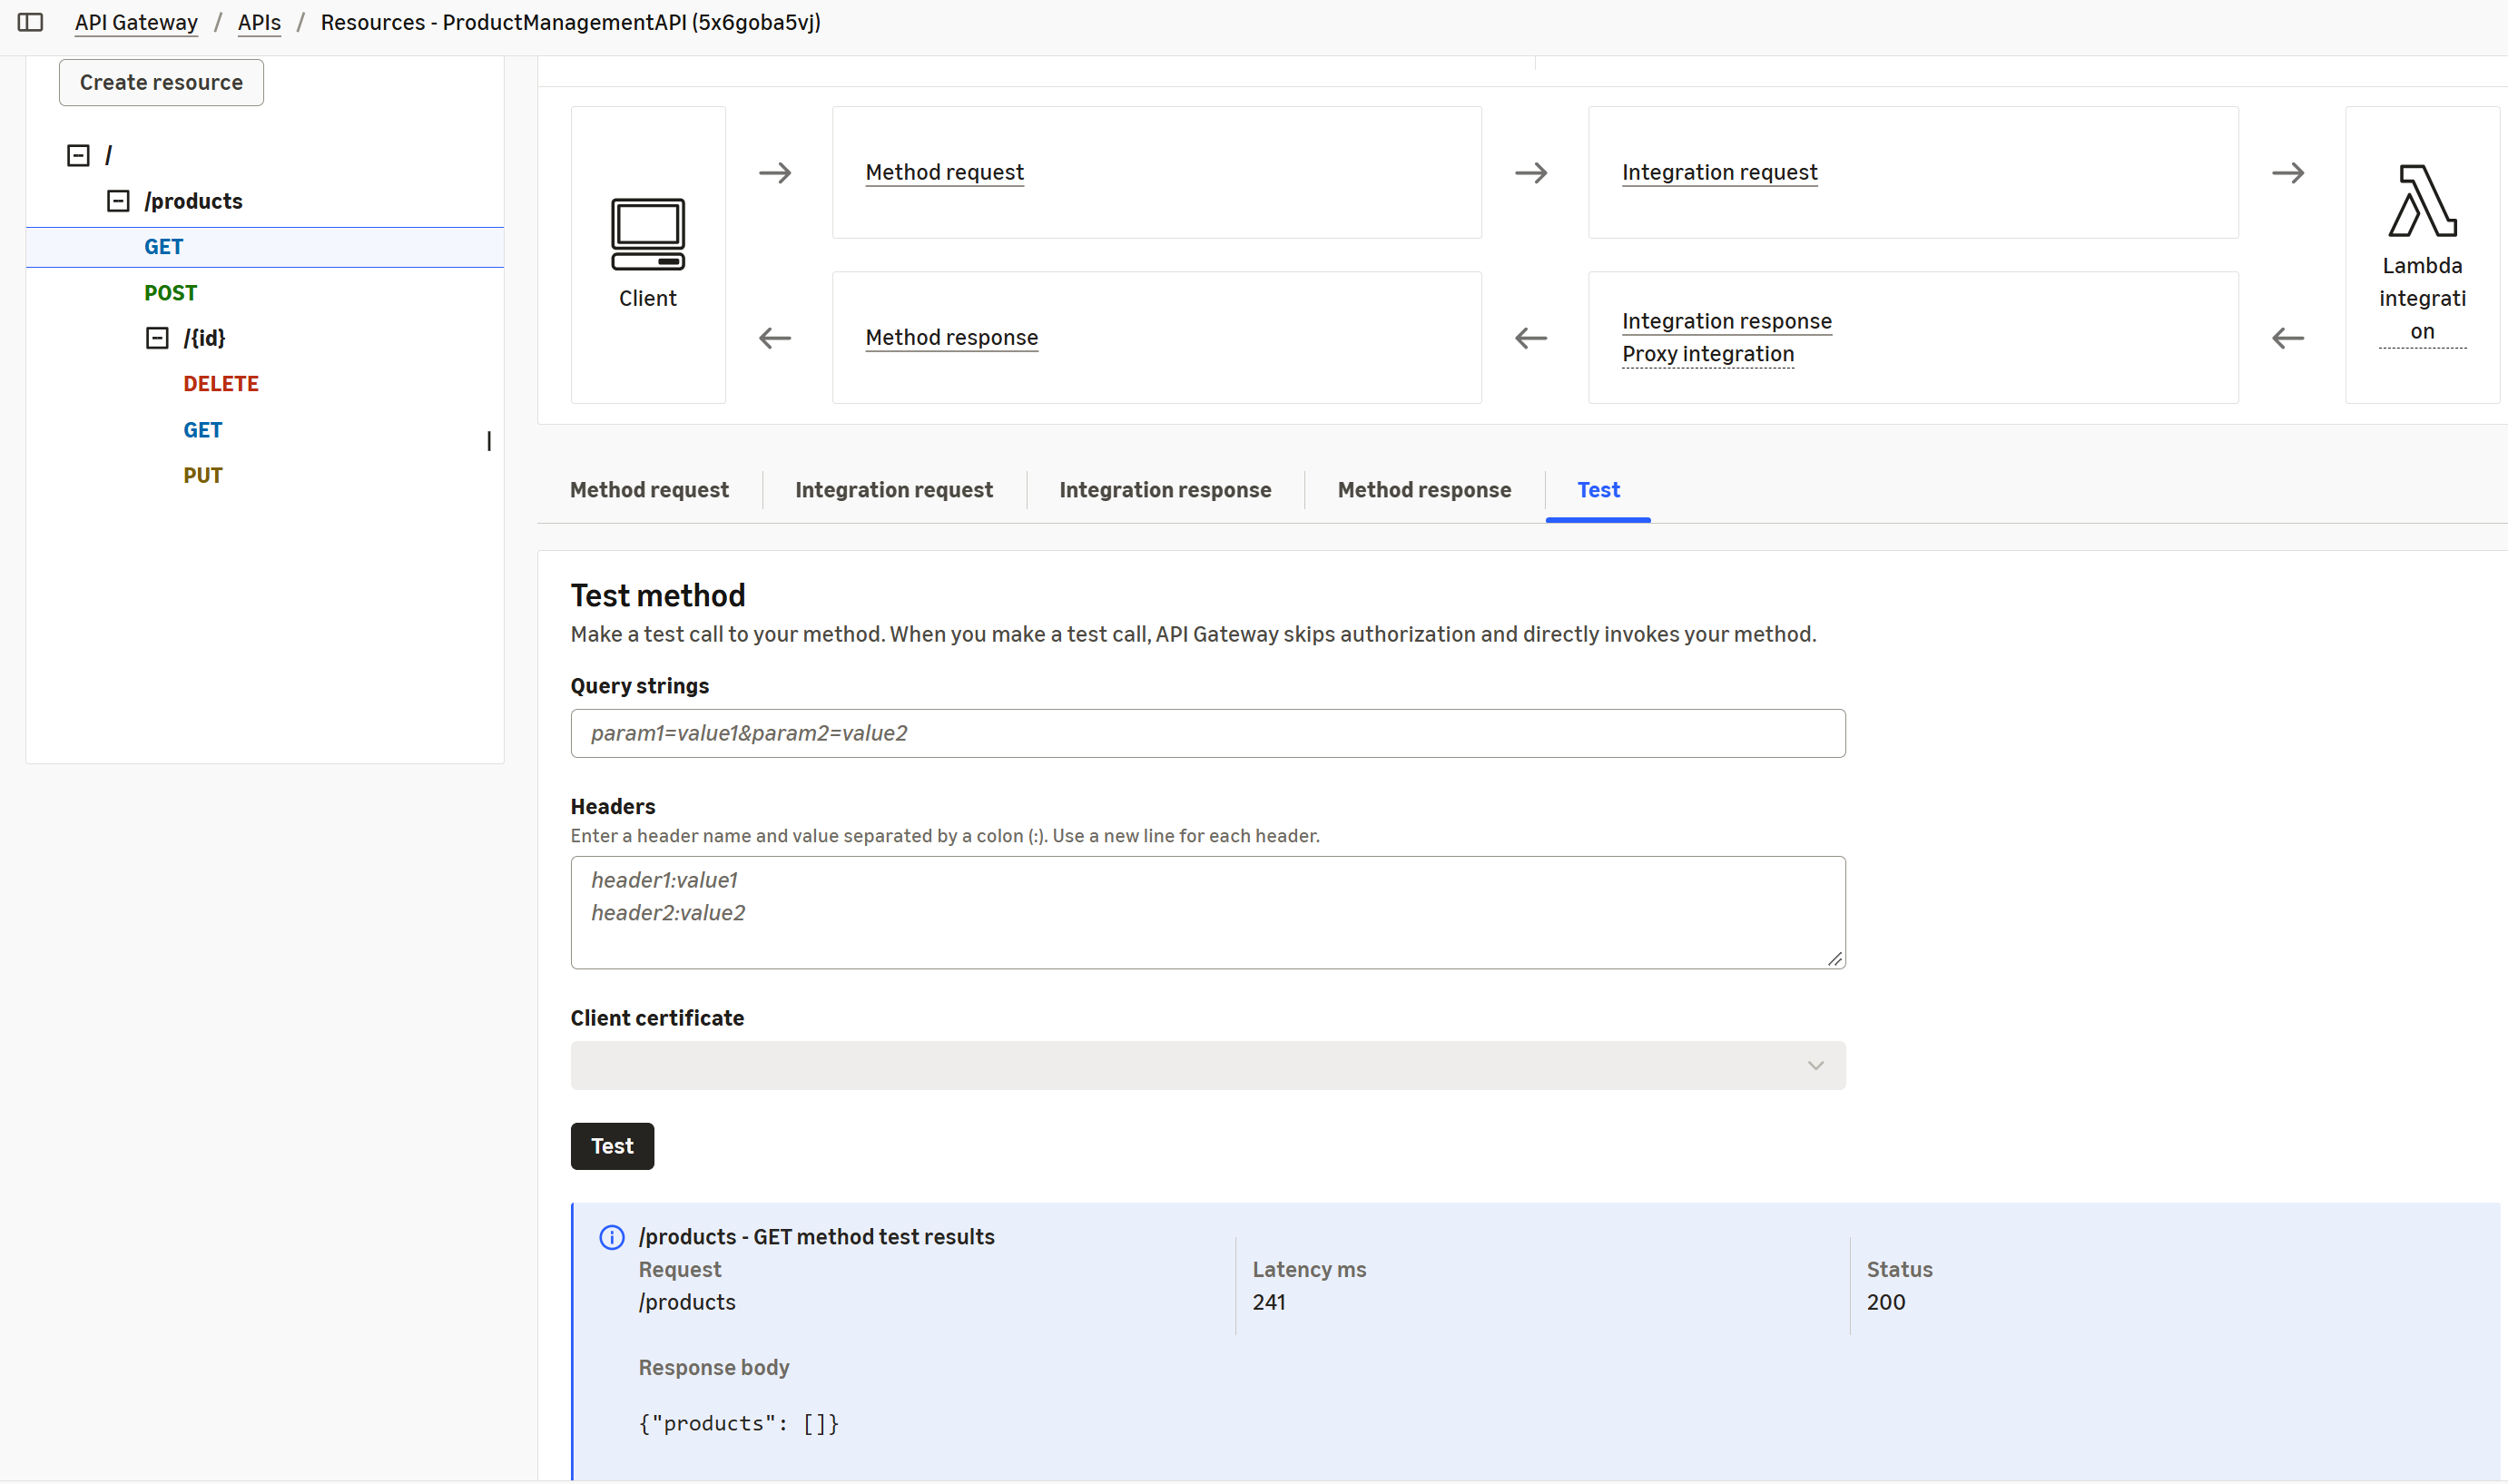 API Gateway / APIs / Resources - ProductManagementAPI (5x6goba5vj)
Create resource
/
/products
GET
POST
/{id}
DELETE
GET
PUT
Client
Method request
Integration request
Method response
Integration response
Proxy integration
Lambda
integrati
on
Method request
Integration request
Integration response
Method response
Test
Test method
Make a test call to your method. When you make a test call, API Gateway skips authorization and directly invokes your method.
Query strings
param1=value1&param2=value2
Headers
Enter a header name and value separated by a colon (:). Use a new line for each header.
header1:value1
header2:value2
Client certificate
Test
/products - GET method test results
Request
/products
Latency ms
241
Status
200
Response body
{"products": []}